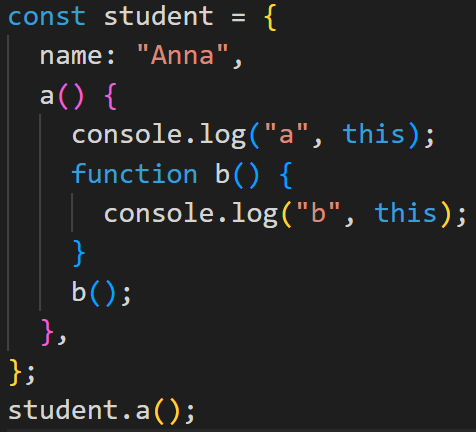 const student = {
  name: "Anna",
  a() {
    console.log("a", this);
    function b() {
      console.log("b", this);
    }
    b();
  },
};
student.a();